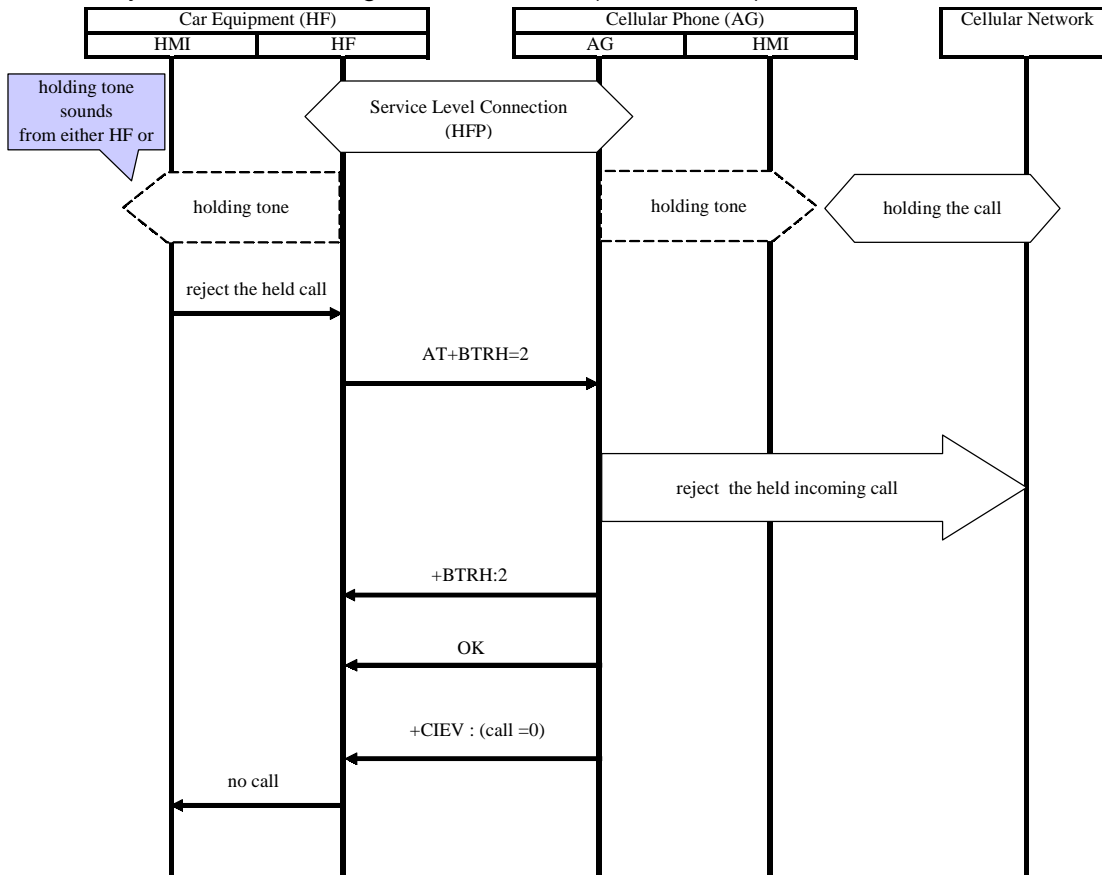 Car Equipment (HF)
Cellular Phone (AG)
Cellular Network
HMI
HF
AG
HMI
holding tone
sounds
from either HF or
Service Level Connection
(HFP)
holding tone
holding tone
holding the call
reject the held call
AT+BTRH=2
reject the held incoming call
+BTRH:2
OK
+CIEV : (call =0)
no call